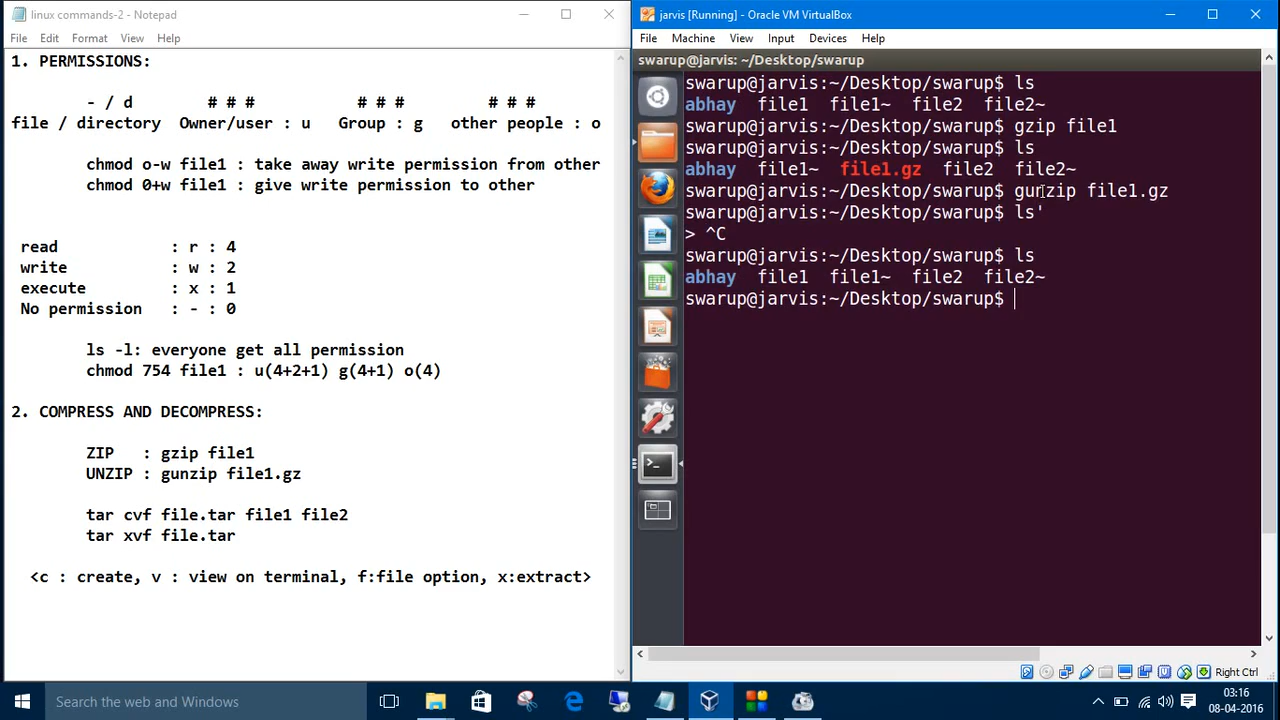 linux commands-2 - Notepad
File Edit Format View Help
1. PERMISSIONS:
- / d # # # # # # # # #
file / directory Owner/user : u Group : g other people : o
chmod o-w file1 : take away write permission from other
chmod 0+w file1 : give write permission to other
read : r : 4
write : w : 2
execute : x : 1
No permission : - : 0
ls -l: everyone get all permission
chmod 754 file1 : u(4+2+1) g(4+1) o(4)
2. COMPRESS AND DECOMPRESS:
ZIP : gzip file1
UNZIP : gunzip file1.gz
tar cvf file.tar file1 file2
tar xvf file.tar
<c : create, v : view on terminal, f:file option, x:extract>
jarvis [Running] - Oracle VM VirtualBox
File Machine View Input Devices Help
swarup@jarvis: ~/Desktop/swarup
swarup@jarvis:~/Desktop/swarup$ ls
abhay file1 file1~ file2 file2~
swarup@jarvis:~/Desktop/swarup$ gzip file1
swarup@jarvis:~/Desktop/swarup$ ls
abhay file1~ file1.gz file2 file2~
swarup@jarvis:~/Desktop/swarup$ gunzip file1.gz
swarup@jarvis:~/Desktop/swarup$ ls'
> ^C
swarup@jarvis:~/Desktop/swarup$ ls
abhay file1 file1~ file2 file2~
swarup@jarvis:~/Desktop/swarup$
Right Ctrl
Search the web and Windows
03:16
08-04-2016